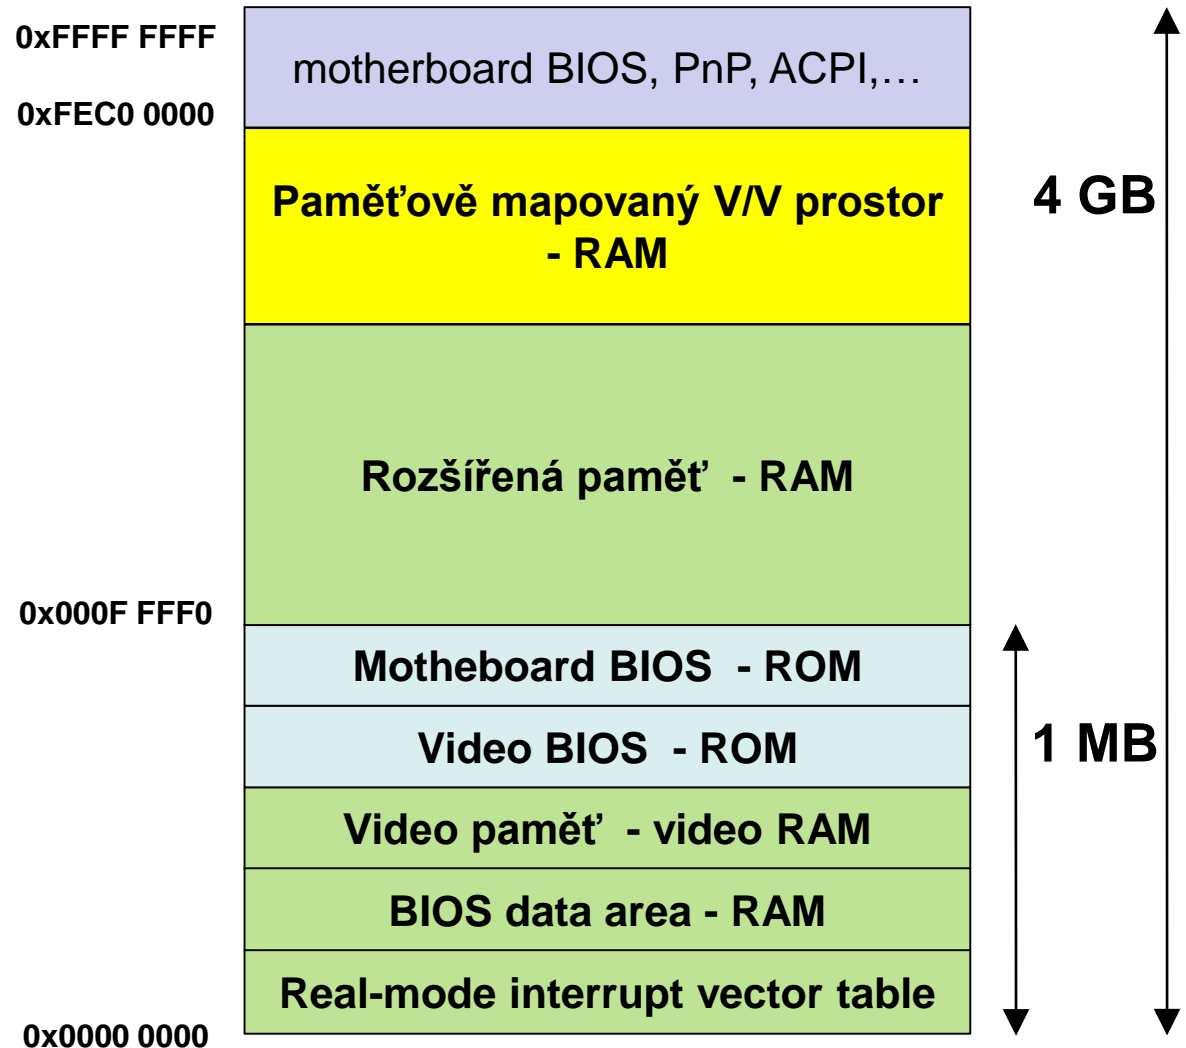 0xFFFF FFFF
motherboard BIOS, PnP, ACPI,…
0xFEC0 0000
Paměťově mapovaný V/V prostor
- RAM
4 GB
Rozšířená paměť - RAM
0x000F FFF0
Motheboard BIOS - ROM
Video BIOS - ROM
1 MB
Video paměť - video RAM
BIOS data area - RAM
Real-mode interrupt vector table
0x0000 0000